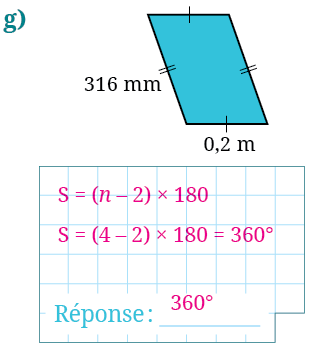 g)
316 mm
0,2 m
S = (n – 2) × 180
S = (4 – 2) × 180 = 360°
Réponse : 360°